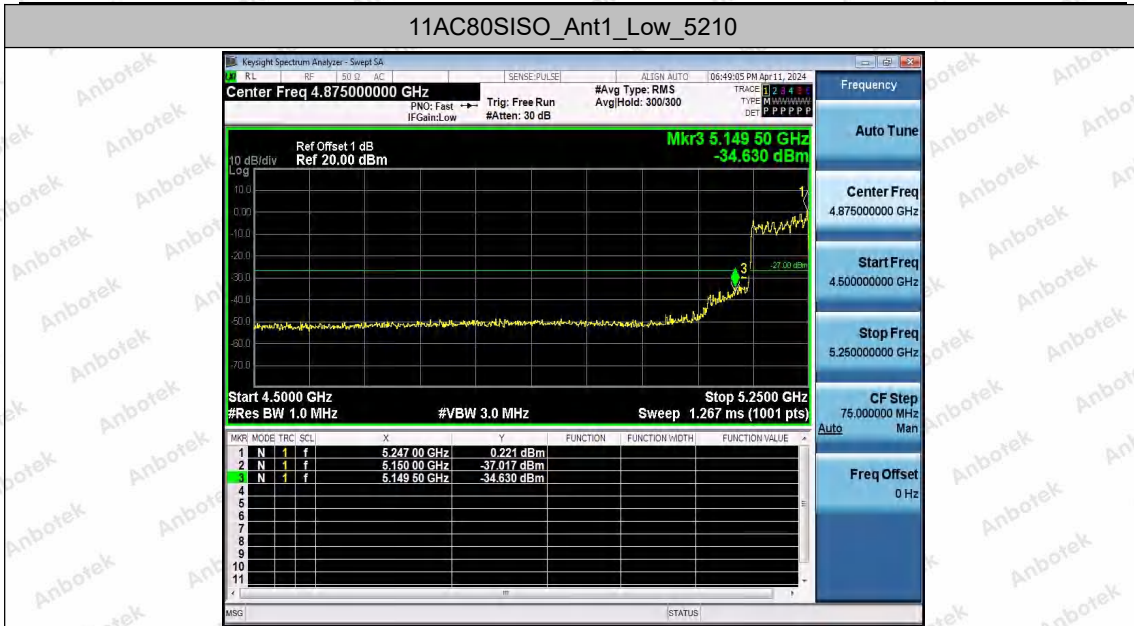 11AC80SISO_Ant1_Low_5210
Keysight Spectrum Analyzer - Swept SA
RL RF 50 Ω AC SENSE:PULSE ALIGN AUTO 06:49:05 PM Apr 11, 2024
Center Freq 4.875000000 GHz
PNO: Fast
IFGain:Low
Trig: Free Run
#Atten: 30 dB
#Avg Type: RMS
Avg|Hold: 300/300
TRACE 1 2 3 4 5 6
TYPE M WWWWW
DET P P P P P P
Frequency
Ref Offset 1 dB
Ref 20.00 dBm
Mkr3 5.149 50 GHz
-34.630 dBm
10 dB/div
Log
10.0
0.00
-10.0
-20.0
-30.0
-40.0
-50.0
-60.0
-70.0
1
3
-27.00 dBm
Start 4.5000 GHz
Stop 5.2500 GHz
#Res BW 1.0 MHz
#VBW 3.0 MHz
Sweep 1.267 ms (1001 pts)
MKR MODE TRC SCL X Y FUNCTION FUNCTION WIDTH FUNCTION VALUE
1 N 1 f 5.247 00 GHz 0.221 dBm
2 N 1 f 5.150 00 GHz -37.017 dBm
3 N 1 f 5.149 50 GHz -34.630 dBm
4
5
6
7
8
9
10
11
MSG
STATUS
Auto Tune
Center Freq
4.875000000 GHz
Start Freq
4.500000000 GHz
Stop Freq
5.250000000 GHz
CF Step
75.000000 MHz
Auto Man
Freq Offset
0 Hz
Anbotek